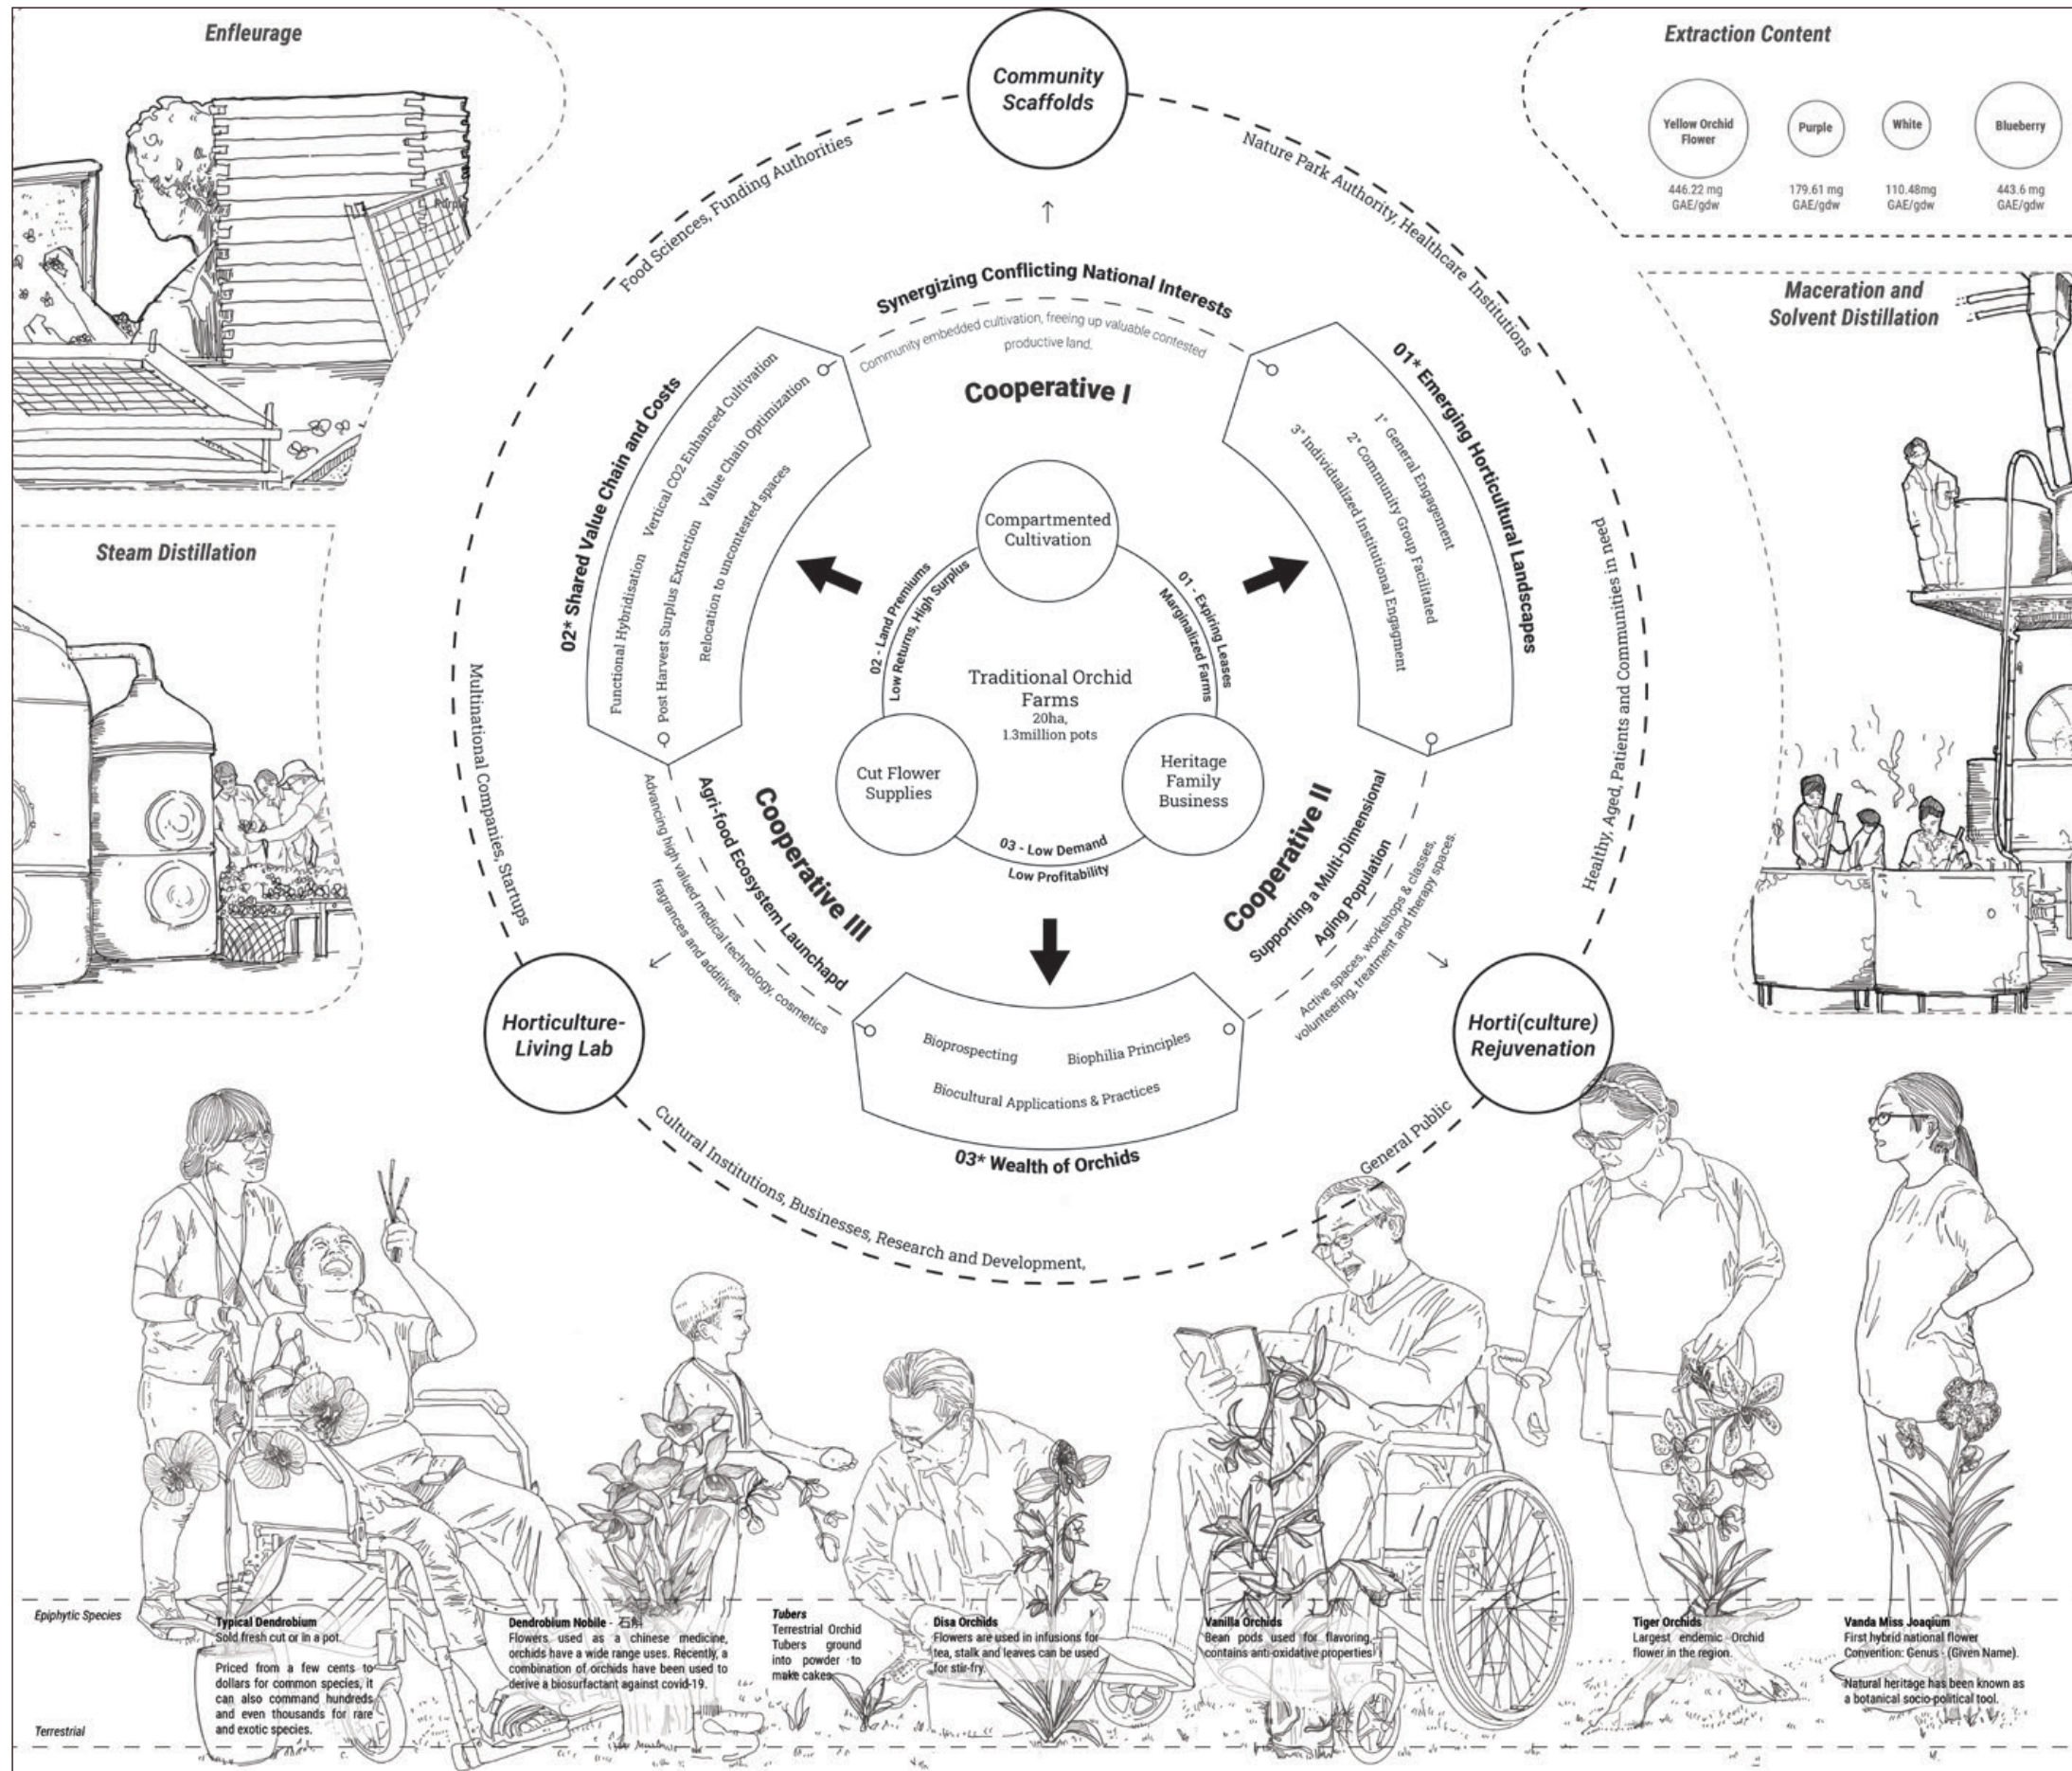 Enfleurage
Purple
Steam Distillation
Extraction Content
Yellow Orchid
Flower
446.22 mg
GAE/gdw
Purple
179.61 mg
GAE/gdw
White
110.48mg
GAE/gdw
Blueberry
443.6 mg
GAE/gdw
Maceration and
Solvent Distillation
Community
Scaffolds
Food Sciences, Funding Authorities
Nature Park Authority, Healthcare Institutions
Healthy, Aged, Patients and Communities in need
Multinational Companies, Startups
Synergizing Conflicting National Interests
Community embedded cultivation, freeing up valuable contested
productive land.
Cooperative I
02* Shared Value Chain and Costs
Functional Hybridisation Vertical CO2 Enhanced Cultivation
Post Harvest Surplus Extraction Value Chain Optimization
Relocation to uncontested spaces
01* Emerging Horticultural Landscapes
1° General Engagement
2° Community Group Facilitated
3° Individualized Institutional Engagment
Compartmented
Cultivation
02 - Land Premiums
Low Returns, High Surplus
01 - Expiring Leases
Marginalized Farms
Traditional Orchid
Farms
20ha,
1.3million pots
Cut Flower
Supplies
Heritage
Family
Business
03 - Low Demand
Low Profitability
Cooperative III
Agri-food Ecosystem Launchapd
Advancing high valued medical technology, cosmetics
fragrances and additives.
Cooperative II
Supporting a Multi-Dimensional
Aging Population
Active spaces, workshops & classes,
volunteering, treatment and therapy spaces.
Horticulture-
Living Lab
Horti(culture)
Rejuvenation
Bioprospecting
Biophilia Principles
Biocultural Applications & Practices
03* Wealth of Orchids
Cultural Institutions, Businesses, Research and Development,
General Public
Epiphytic Species
Terrestrial
Typical Dendrobium
Sold fresh cut or in a pot.
Priced from a few cents to
dollars for common species, it
can also command hundreds
and even thousands for rare
and exotic species.
Dendrobium Nobile - 石斛
Flowers used as a chinese medicine,
orchids have a wide range uses. Recently, a
combination of orchids have been used to
derive a biosurfactant against covid-19.
Tubers
Terrestrial Orchid
Tubers ground
into powder to
make cakes.
Disa Orchids
Flowers are used in infusions for
tea, stalk and leaves can be used
for stir-fry.
Vanilla Orchids
Bean pods used for flavoring,
contains anti-oxidative properties
Tiger Orchids
Largest endemic Orchid
flower in the region.
Vanda Miss Joaqium
First hybrid national flower
Convention: Genus - (Given Name).
Natural heritage has been known as
a botanical socio-political tool.